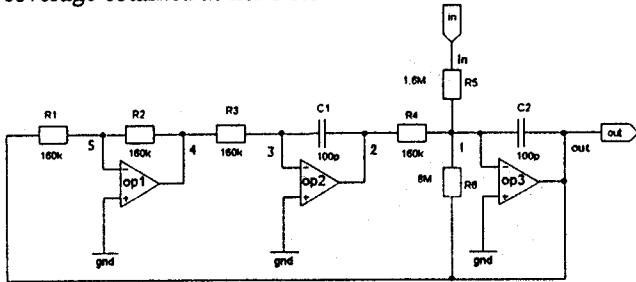 in
in
1.6M R5
R1 R2 R3 C1 R4 C2
160k 5 160k 4 160k 3 100p 2 160k 1 100p out out
op1 op2 8M R6 op3
gnd gnd gnd